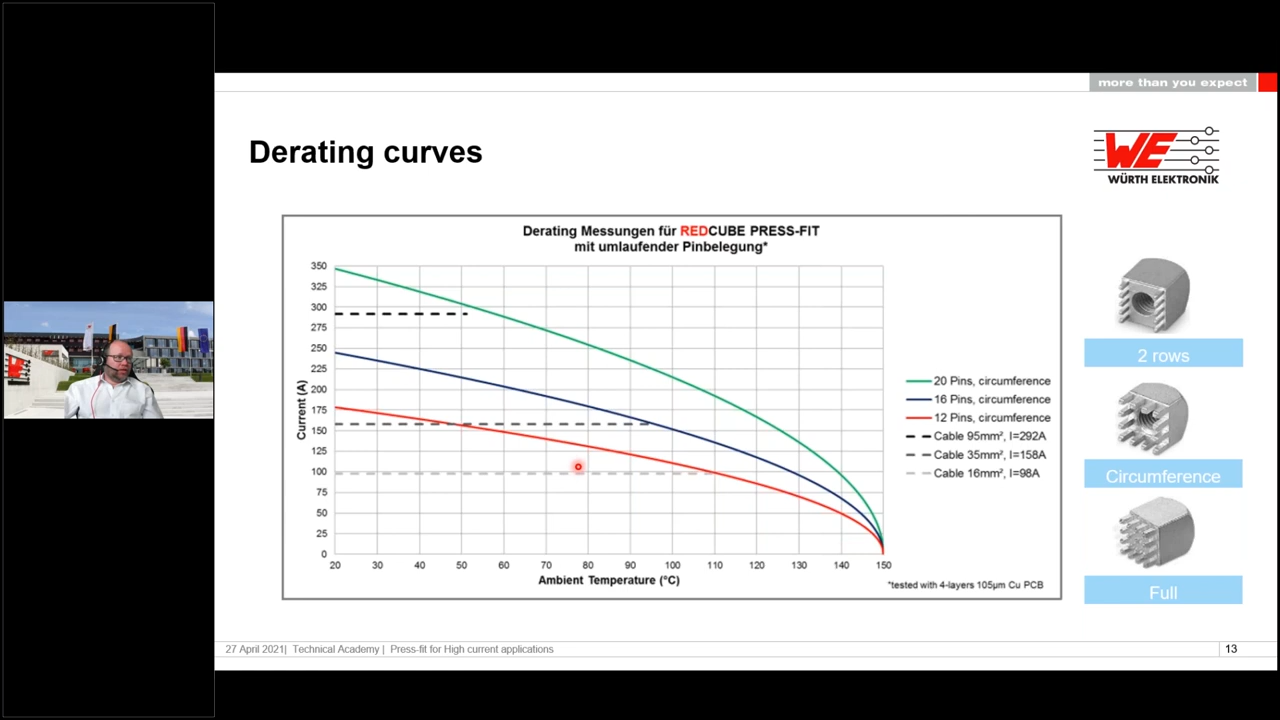 more than you expect
Derating curves
WE
WÜRTH ELEKTRONIK
Derating Messungen für REDCUBE PRESS-FIT
mit umlaufender Pinbelegung*
350
325
300
275
250
225
200
175
150
125
100
75
50
25
0
Current (A)
20 30 40 50 60 70 80 90 100 110 120 130 140 150
Ambient Temperature (°C)
20 Pins, circumference
16 Pins, circumference
12 Pins, circumference
Cable 95mm², I=292A
Cable 35mm², I=158A
Cable 16mm², I=98A
*tested with 4-layers 105µm Cu PCB
2 rows
Circumference
Full
27 April 2021| Technical Academy | Press-fit for High current applications
13